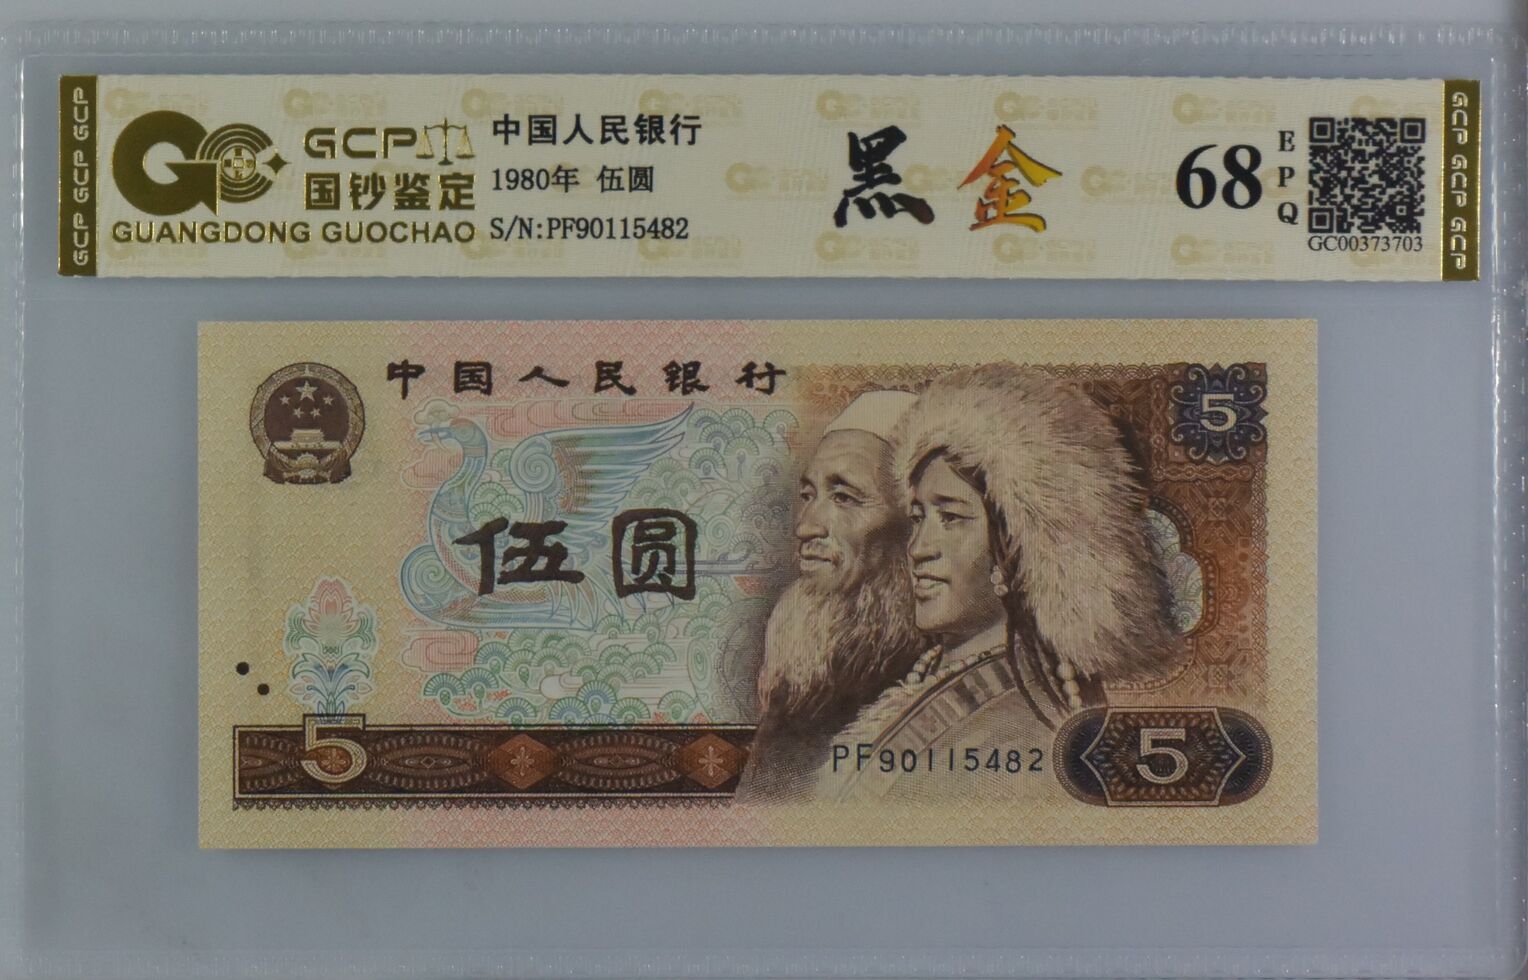 GCP GCP GCP
GCP
国钞鉴定
GUANGDONG GUOCHAO
中国人民银行
1980年 伍圆
S/N:PF90115482
黑金
68
EPQ
GC00373703
GCP GCP GCP
中国人民银行
5
伍圆
5
PF90115482
5